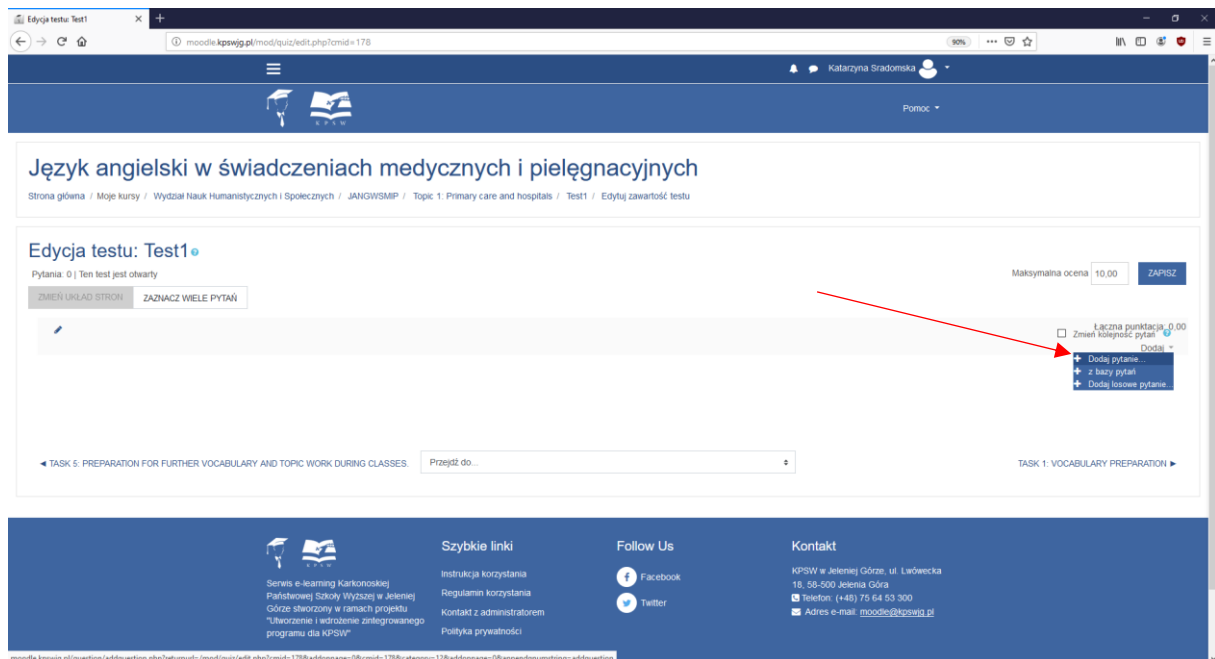 Edycja testu: Test1
moodle.kpswjg.pl/mod/quiz/edit.php?cmid=178
90%
Katarzyna Sradomska
KPSW
Pomoc
Język angielski w świadczeniach medycznych i pielęgnacyjnych
Strona główna / Moje kursy / Wydział Nauk Humanistycznych i Społecznych / JANGWSMIP / Topic 1: Primary care and hospitals / Test1 / Edytuj zawartość testu
Edycja testu: Test1
Pytania: 0 | Ten test jest otwarty
Maksymalna ocena 10,00 ZAPISZ
ZMIEŃ UKŁAD STRON ZAZNACZ WIELE PYTAŃ
Łączna punktacja: 0,00
Zmień kolejność pytań
Dodaj
Dodaj pytanie...
z bazy pytań
Dodaj losowe pytanie...
TASK 5: PREPARATION FOR FURTHER VOCABULARY AND TOPIC WORK DURING CLASSES.
Przejdź do...
TASK 1: VOCABULARY PREPARATION
KPSW
Serwis e-learning Karkonoskiej
Państwowej Szkoły Wyższej w Jeleniej
Górze stworzony w ramach projektu
"Utworzenie i wdrożenie zintegrowanego
programu dla KPSW"
Szybkie linki
Instrukcja korzystania
Regulamin korzystania
Kontakt z administratorem
Polityka prywatności
Follow Us
Facebook
Twitter
Kontakt
KPSW w Jeleniej Górze, ul. Lwówecka
18, 58-500 Jelenia Góra
Telefon: (+48) 75 64 53 300
Adres e-mail: moodle@kpswjg.pl